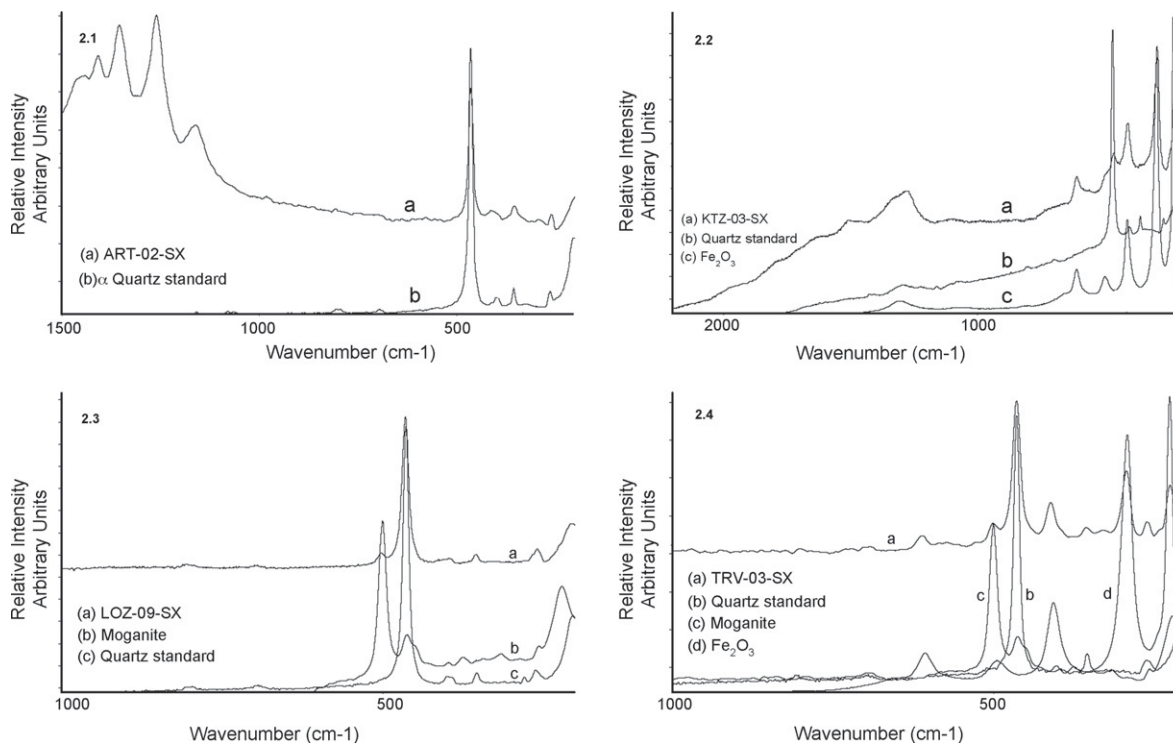 2.1
Relative Intensity
Arbitrary Units
a
(a) ART-02-SX
(b)α Quartz standard
b
1500
1000
500
Wavenumber (cm-1)
2.2
Relative Intensity
Arbitrary Units
(a) KTZ-03-SX
(b) Quartz standard
(c) Fe₂O₃
a
b
c
2000
1000
Wavenumber (cm-1)
2.3
Relative Intensity
Arbitrary Units
a
(a) LOZ-09-SX
(b) Moganite
(c) Quartz standard
b
c
1000
500
Wavenumber (cm-1)
2.4
Relative Intensity
Arbitrary Units
a
(a) TRV-03-SX
(b) Quartz standard
(c) Moganite
(d) Fe₂O₃
c
b
d
1000
500
Wavenumber (cm-1)